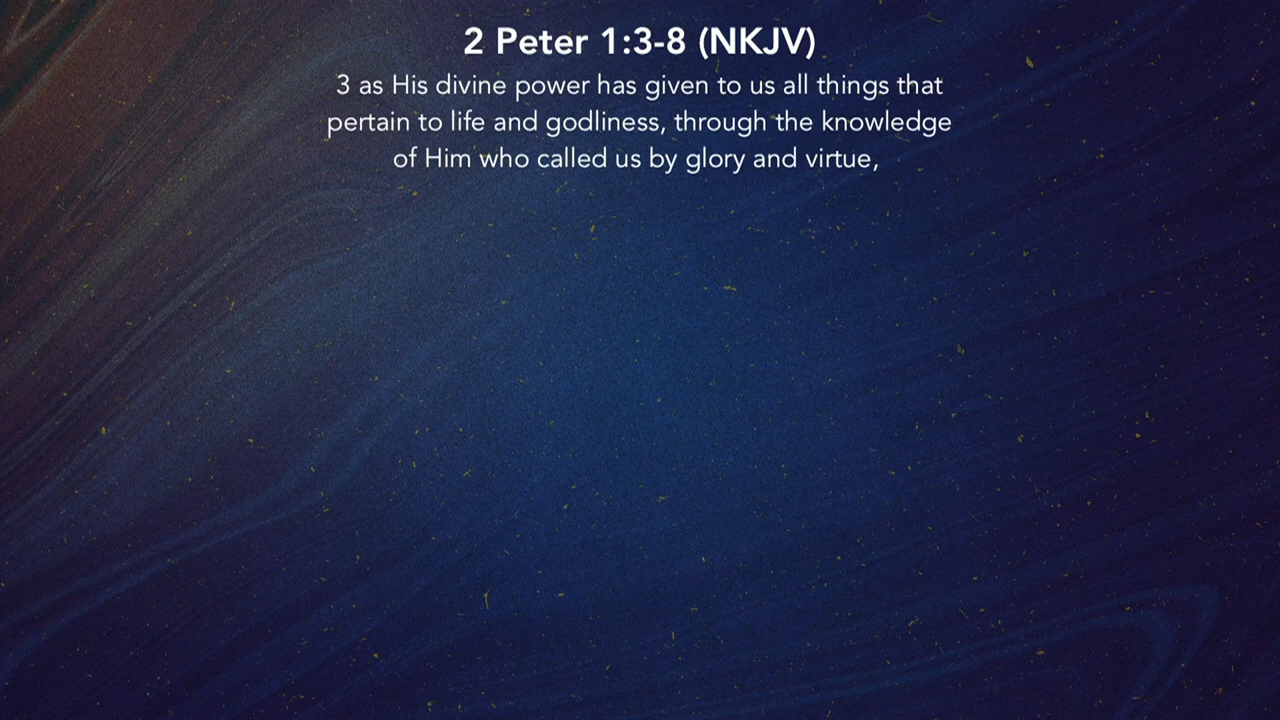 2 Peter 1:3-8 (NKJV)
3 as His divine power has given to us all things that
pertain to life and godliness, through the knowledge
of Him who called us by glory and virtue,